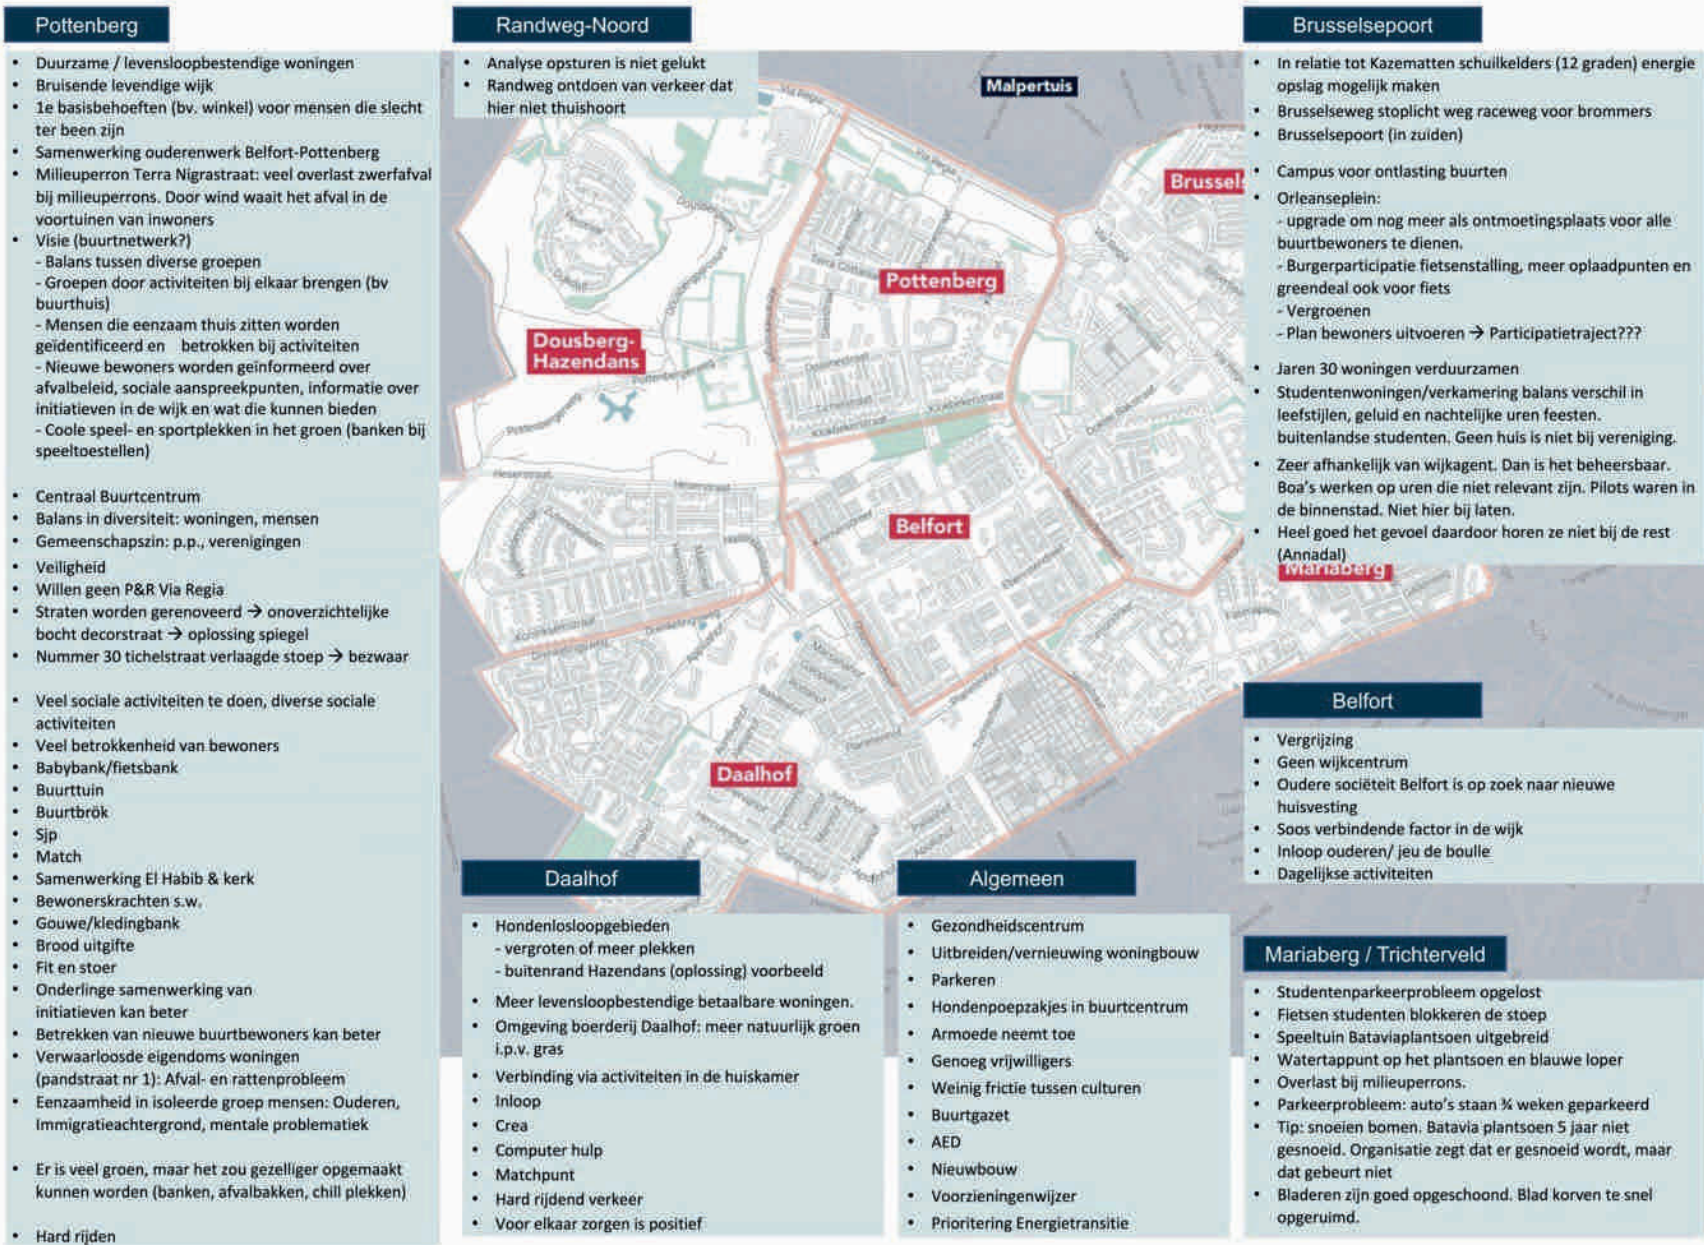 Pottenberg
• Duurzame / levensloopbestendige woningen
• Bruisende levendige wijk
• 1e basisbehoeften (bv. winkel) voor mensen die slecht
ter been zijn
• Samenwerking ouderenwerk Belfort-Pottenberg
• Milieuperron Terra Nigrastraat: veel overlast zwerfafval
bij milieuperrons. Door wind waait het afval in de
voortuinen van inwoners
• Visie (buurtnetwerk?)
- Balans tussen diverse groepen
- Groepen door activiteiten bij elkaar brengen (bv
buurthuis)
- Mensen die eenzaam thuis zitten worden
geïdentificeerd en betrokken bij activiteiten
- Nieuwe bewoners worden geïnformeerd over
afvalbeleid, sociale aanspreekpunten, informatie over
initiatieven in de wijk en wat die kunnen bieden
- Coole speel- en sportplekken in het groen (banken bij
speeltoestellen)
• Centraal Buurtcentrum
• Balans in diversiteit: woningen, mensen
• Gemeenschapszin: p.p., verenigingen
• Veiligheid
• Willen geen P&R Via Regia
• Straten worden gerenoveerd → onoverzichtelijke
bocht decorstraat → oplossing spiegel
• Nummer 30 tichelstraat verlaagde stoep → bezwaar
• Veel sociale activiteiten te doen, diverse sociale
activiteiten
• Veel betrokkenheid van bewoners
• Babybank/fietsbank
• Buurttuin
• Buurtbrök
• Sjp
• Match
• Samenwerking El Habib & kerk
• Bewonerskrachten s.w.
• Gouwe/kledingbank
• Brood uitgifte
• Fit en stoer
• Onderlinge samenwerking van
initiatieven kan beter
• Betrekken van nieuwe buurtbewoners kan beter
• Verwaarloosde eigendoms woningen
(pandstraat nr 1): Afval- en rattenprobleem
• Eenzaamheid in isoleerde groep mensen: Ouderen,
Immigratieachtergrond, mentale problematiek
• Er is veel groen, maar het zou gezelliger opgemaakt
kunnen worden (banken, afvalbakken, chill plekken)
• Hard rijden
Randweg-Noord
• Analyse opsturen is niet gelukt
• Randweg ontdoen van verkeer dat
hier niet thuishoort
Malpertuis
Brussels
Pottenberg
Dousberg-
Hazendans
Belfort
Mariaberg
Daalhof
Via Regia
Via Regia
Via Regia
Pottenbergweg
Klokbekerstraat
Hekerstraat
Daalhof
• Hondenlosloopgebieden
- vergroten of meer plekken
- buitenrand Hazendans (oplossing) voorbeeld
• Meer levensloopbestendige betaalbare woningen.
• Omgeving boerderij Daalhof: meer natuurlijk groen
i.p.v. gras
• Verbinding via activiteiten in de huiskamer
• Inloop
• Crea
• Computer hulp
• Matchpunt
• Hard rijdend verkeer
• Voor elkaar zorgen is positief
Algemeen
• Gezondheidscentrum
• Uitbreiden/vernieuwing woningbouw
• Parkeren
• Hondenpoepzakjes in buurtcentrum
• Armoede neemt toe
• Genoeg vrijwilligers
• Weinig frictie tussen culturen
• Buurtgazet
• AED
• Nieuwbouw
• Voorzieningenwijzer
• Prioritering Energietransitie
Brusselsepoort
• In relatie tot Kazematten schuilkelders (12 graden) energie
opslag mogelijk maken
• Brusselseweg stoplicht weg raceweg voor brommers
• Brusselsepoort (in zuiden)
• Campus voor ontlasting buurten
• Orleanseplein:
- upgrade om nog meer als ontmoetingsplaats voor alle
buurtbewoners te dienen.
- Burgerparticipatie fietsenstalling, meer oplaadpunten en
greendeal ook voor fiets
- Vergroenen
- Plan bewoners uitvoeren → Participatietraject???
• Jaren 30 woningen verduurzamen
• Studentenwoningen/verkamering balans verschil in
leefstijlen, geluid en nachtelijke uren feesten.
buitenlandse studenten. Geen huis is niet bij vereniging.
• Zeer afhankelijk van wijkagent. Dan is het beheersbaar.
Boa's werken op uren die niet relevant zijn. Pilots waren in
de binnenstad. Niet hier bij laten.
• Heel goed het gevoel daardoor horen ze niet bij de rest
(Annadal)
Belfort
• Vergrijzing
• Geen wijkcentrum
• Oudere sociëteit Belfort is op zoek naar nieuwe
huisvesting
• Soos verbindende factor in de wijk
• Inloop ouderen/ jeu de boulle
• Dagelijkse activiteiten
Mariaberg / Trichterveld
• Studentenparkeerprobleem opgelost
• Fietsen studenten blokkeren de stoep
• Speeltuin Bataviaplantsoen uitgebreid
• Watertappunt op het plantsoen en blauwe loper
• Overlast bij milieuperrons.
• Parkeerprobleem: auto's staan ¾ weken geparkeerd
• Tip: snoeien bomen. Batavia plantsoen 5 jaar niet
gesnoeid. Organisatie zegt dat er gesnoeid wordt, maar
dat gebeurt niet
• Bladeren zijn goed opgeschoond. Blad korven te snel
opgeruimd.